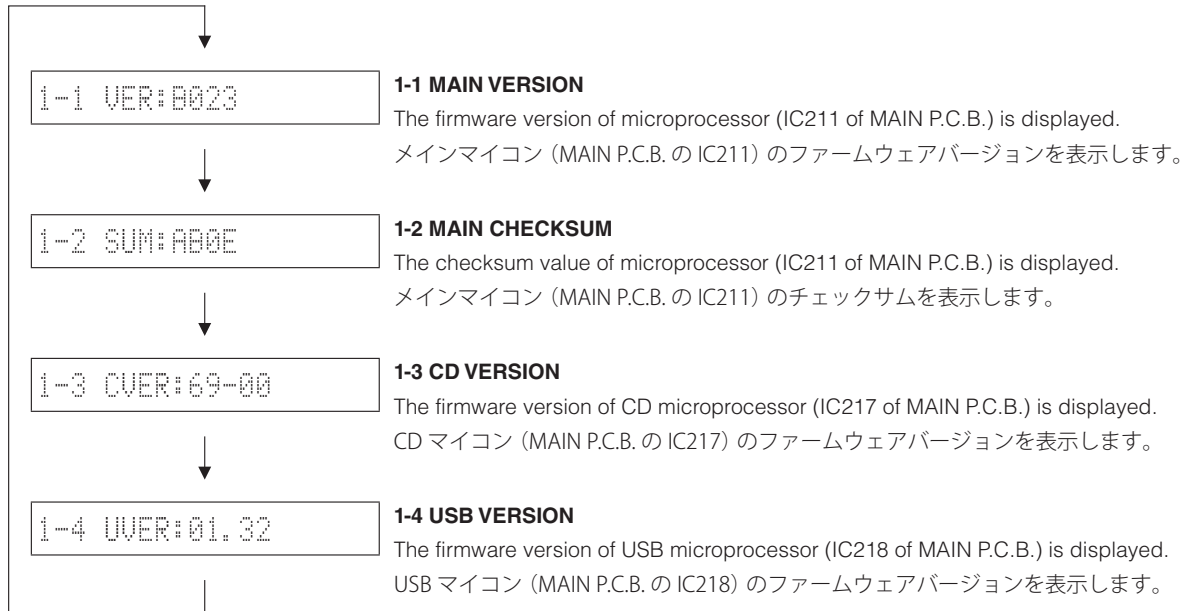 1-1 VER:B023
1-1 MAIN VERSION
The firmware version of microprocessor (IC211 of MAIN P.C.B.) is displayed.
メインマイコン（MAIN P.C.B. の IC211）のファームウェアバージョンを表示します。
1-2 SUM:AB0E
1-2 MAIN CHECKSUM
The checksum value of microprocessor (IC211 of MAIN P.C.B.) is displayed.
メインマイコン（MAIN P.C.B. の IC211）のチェックサムを表示します。
1-3 CVER:69-00
1-3 CD VERSION
The firmware version of CD microprocessor (IC217 of MAIN P.C.B.) is displayed.
CD マイコン（MAIN P.C.B. の IC217）のファームウェアバージョンを表示します。
1-4 UVER:01.32
1-4 USB VERSION
The firmware version of USB microprocessor (IC218 of MAIN P.C.B.) is displayed.
USB マイコン（MAIN P.C.B. の IC218）のファームウェアバージョンを表示します。